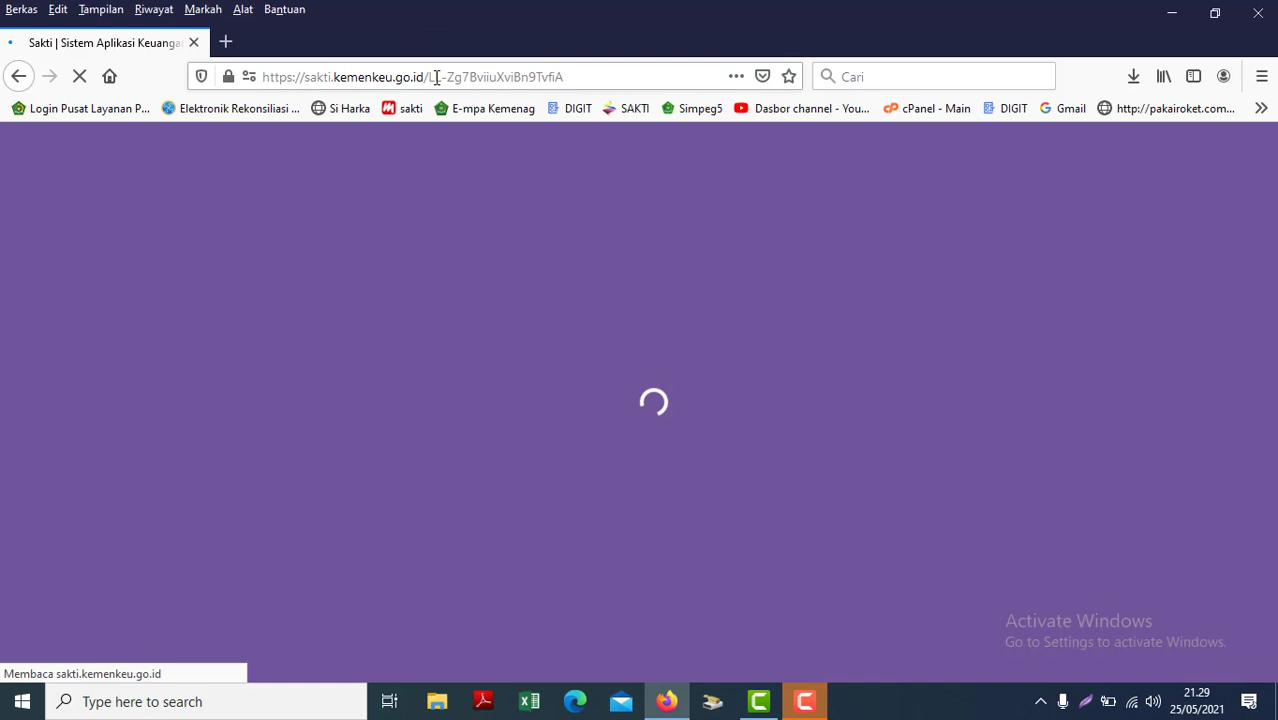 Berkas Edit Tampilan Riwayat Markah Alat Bantuan
Sakti | Sistem Aplikasi Keuanga
https://sakti.kemenkeu.go.id/ Cari
Login Pusat Layanan P... Elektronik Rekonsiliasi ... Si Harka sakti E-mpa Kemenag DIGIT SAKTI Simpeg5 Dasbor channel - You... cPanel - Main DIGIT Gmail http://pakairoket.com...
Activate Windows
Go to Settings to activate Windows.
Membaca sakti.kemenkeu.go.id
Type here to search
21.29
25/05/2021